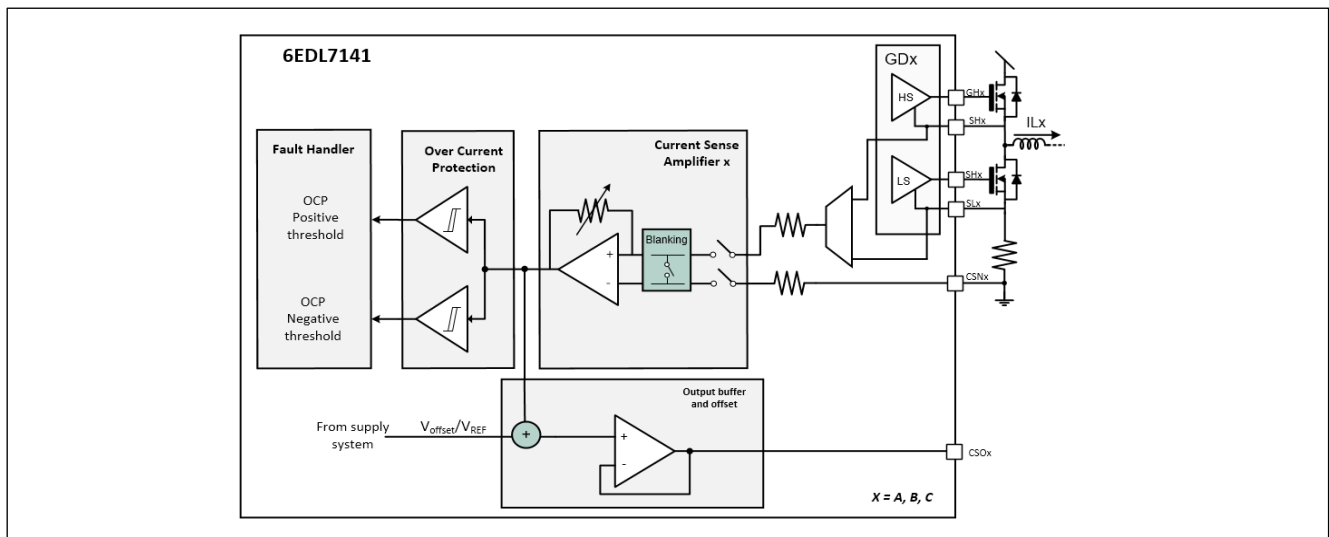 6EDL7141
GDx
HS
GHx
SHx
ILx
LS
SHx
SLx
CSNx
Fault Handler
OCP
Positive
threshold
OCP
Negative
threshold
Over Current
Protection
Current Sense
Amplifier x
+
-
Blanking
Output buffer
and offset
From supply
system
Voffset/VREF
+
+
-
CSOx
X = A, B, C